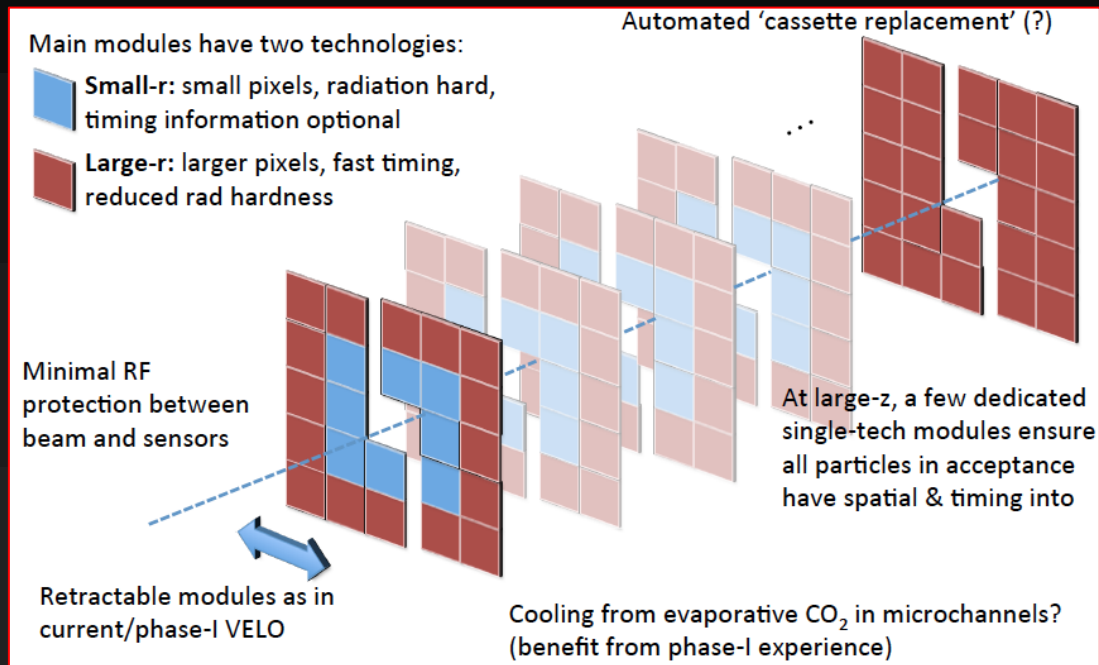 Automated ‘cassette replacement’ (?)
Main modules have two technologies:
Small-r: small pixels, radiation hard,
timing information optional
Large-r: larger pixels, fast timing,
reduced rad hardness
...
Minimal RF
protection between
beam and sensors
At large-z, a few dedicated
single-tech modules ensure
all particles in acceptance
have spatial & timing into
Retractable modules as in
current/phase-I VELO
Cooling from evaporative CO₂ in microchannels?
(benefit from phase-I experience)